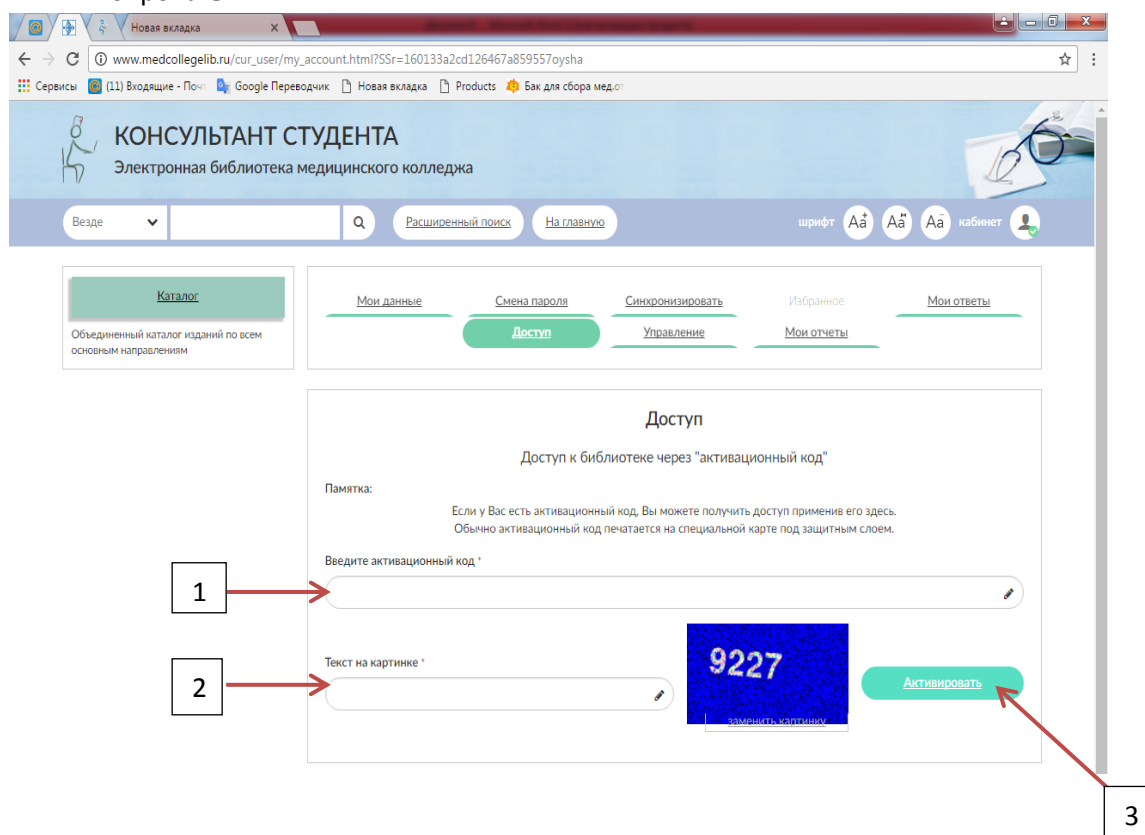 Новая вкладка
www.medcollegelib.ru/cur_user/my_account.html?SSr=160133a2cd126467a859557oysha
Сервисы (11) Входящие - Поч Google Переводчик Новая вкладка Products Бак для сбора мед.от
КОНСУЛЬТАНТ СТУДЕНТА
Электронная библиотека медицинского колледжа
Везде Расширенный поиск На главную шрифт Aä Aä Aä кабинет
Каталог
Объединенный каталог изданий по всем
основным направлениям
Мои данные Смена пароля Синхронизировать Избранное Мои ответы
Доступ Управление Мои отчеты
Доступ
Доступ к библиотеке через "активационный код"
Памятка:
Если у Вас есть активационный код, Вы можете получить доступ применив его здесь.
Обычно активационный код печатается на специальной карте под защитным слоем.
Введите активационный код *
1
Текст на картинке *
2
9227
Активировать
заменить картинку
3